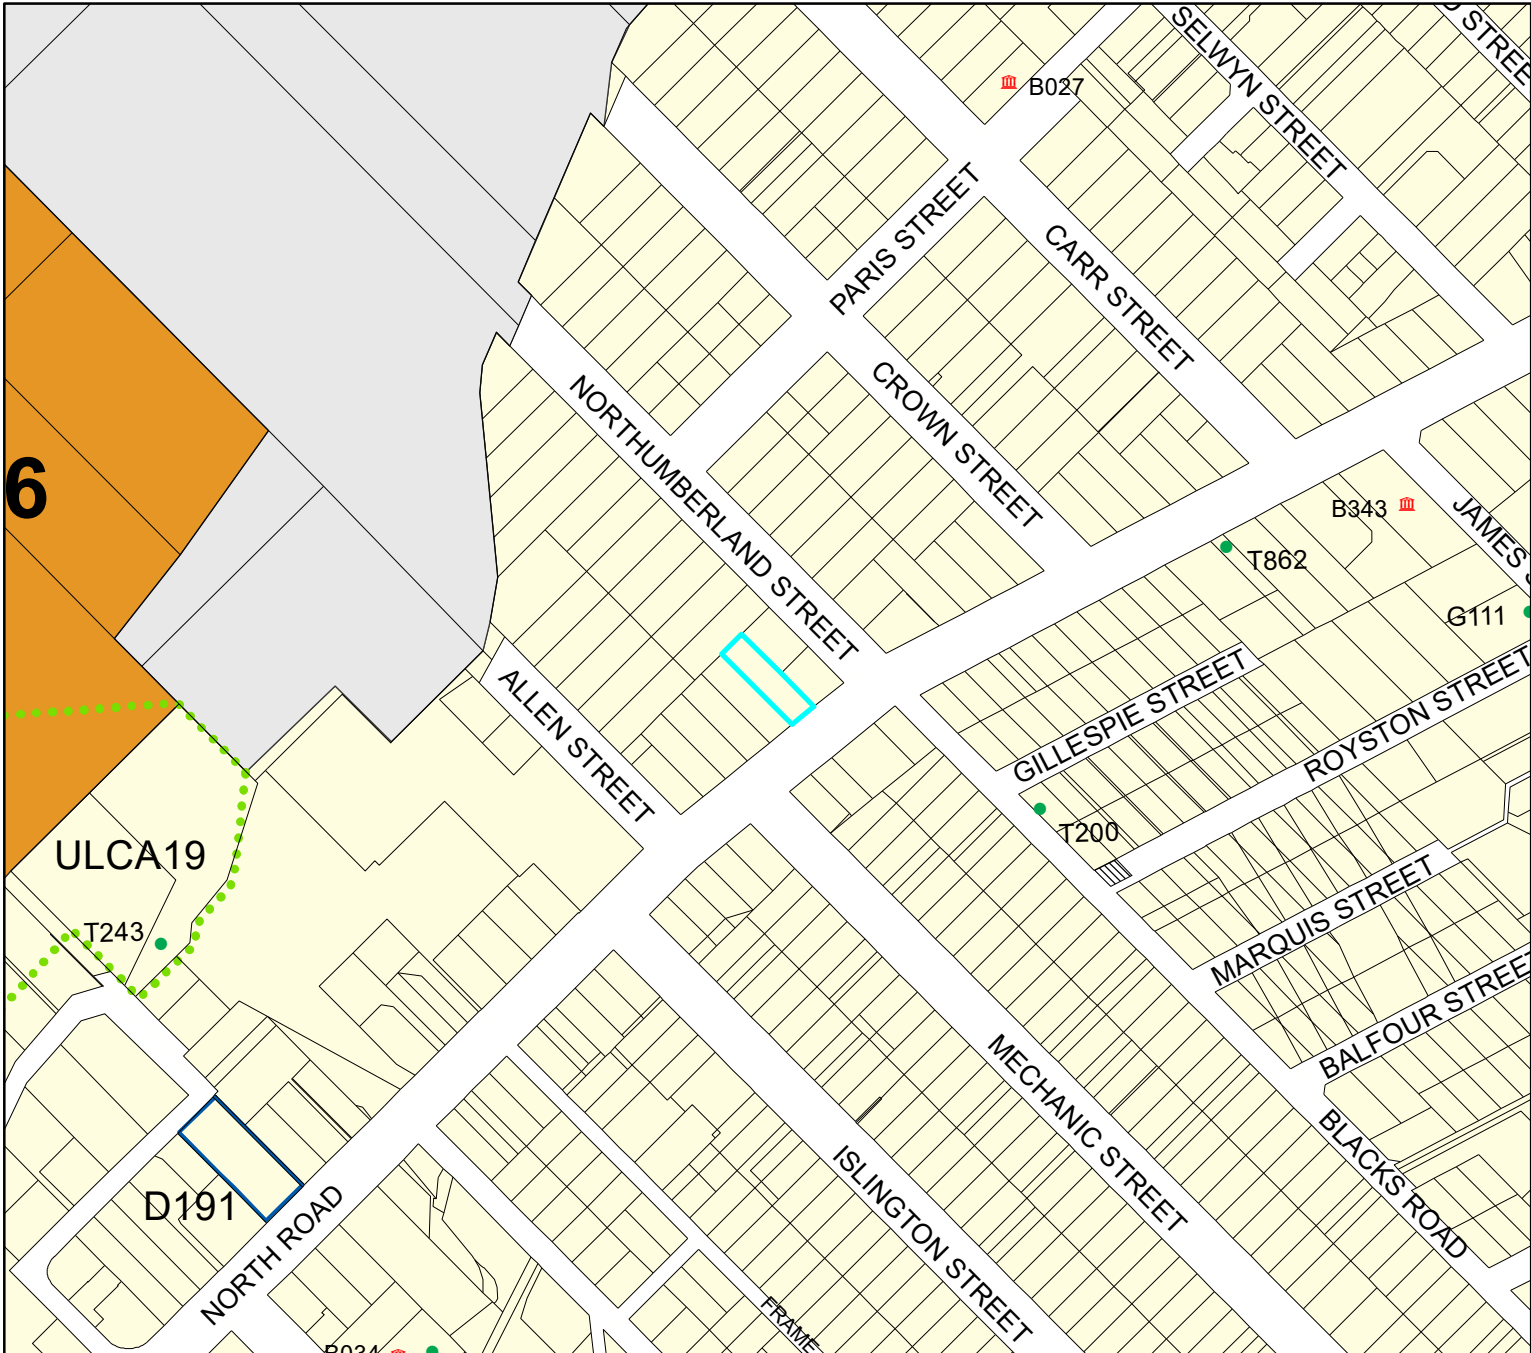 SELWYN STREET
B027
PARIS STREET
CARR STREET
CROWN STREET
NORTHUMBERLAND STREET
6
B343
JAMES
T862
G111
ALLEN STREET
GILLESPIE STREET
ROYSTON STREET
T200
ULCA19
MARQUIS STREET
T243
BALFOUR STREET
MECHANIC STREET
BLACKS ROAD
ISLINGTON STREET
D191
NORTH ROAD
FRAME
B034